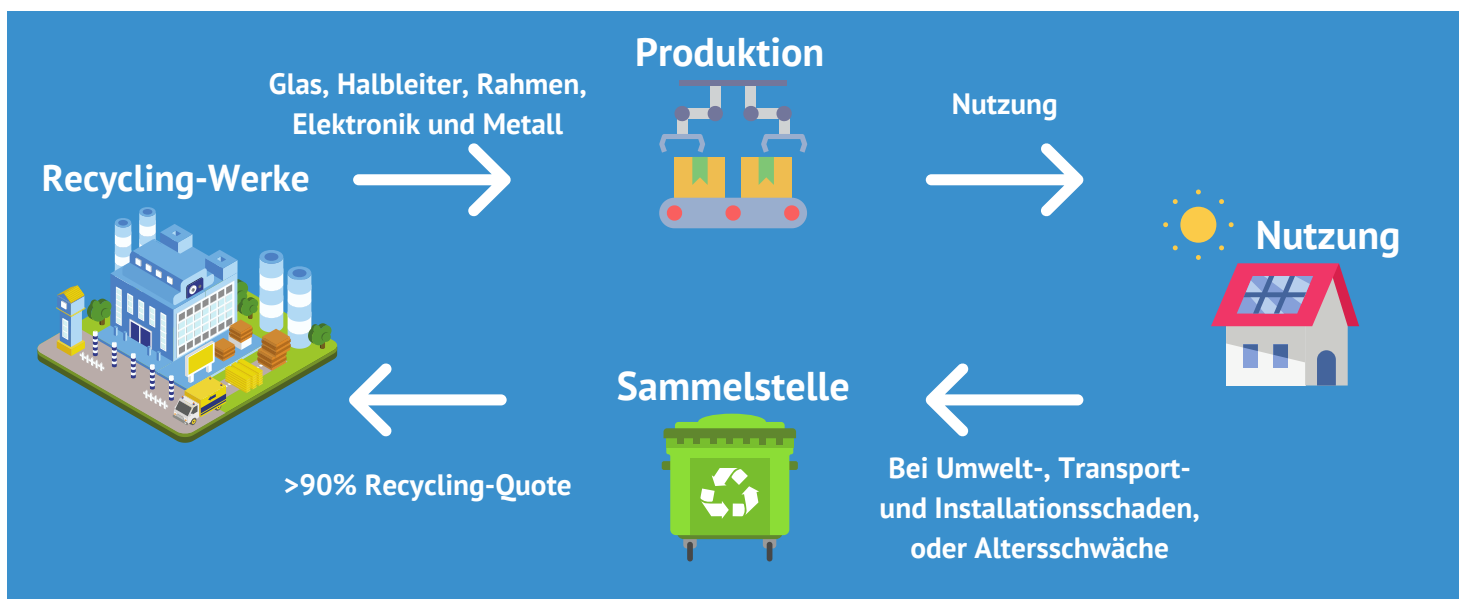 Produktion
Glas, Halbleiter, Rahmen,
Elektronik und Metall
Nutzung
Recycling-Werke
Nutzung
Sammelstelle
>90% Recycling-Quote
Bei Umwelt-, Transport-
und Installationsschaden,
oder Altersschwäche